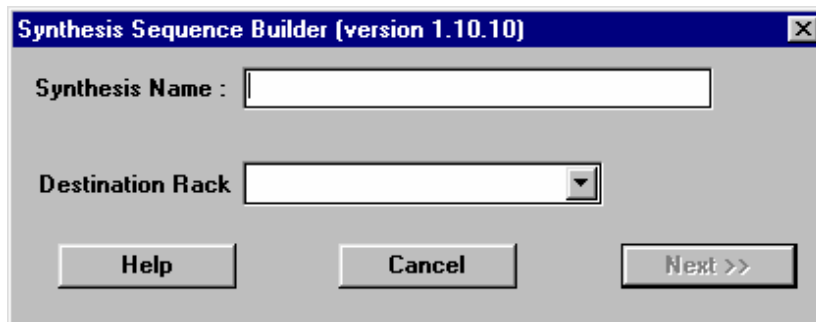 Synthesis Sequence Builder (version 1.10.10)
Synthesis Name :
Destination Rack
Help Cancel Next >>